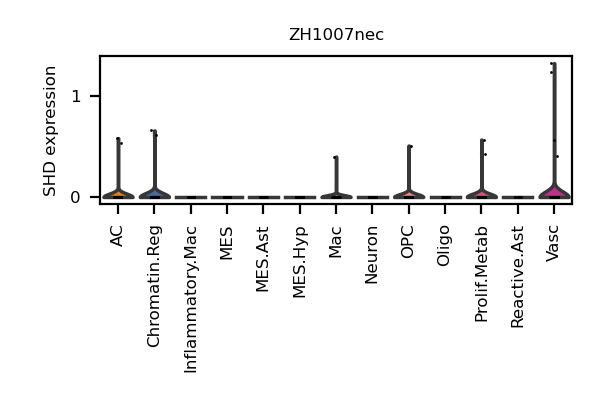 ZH1007nec
SHD expression
1
0
AC
Chromatin.Reg
Inflammatory.Mac
MES
MES.Ast
MES.Hyp
Mac
Neuron
OPC
Oligo
Prolif.Metab
Reactive.Ast
Vasc